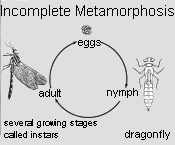 Incomplete Metamorphosis
eggs
adult
nymph
several growing stages
called instars
dragonfly